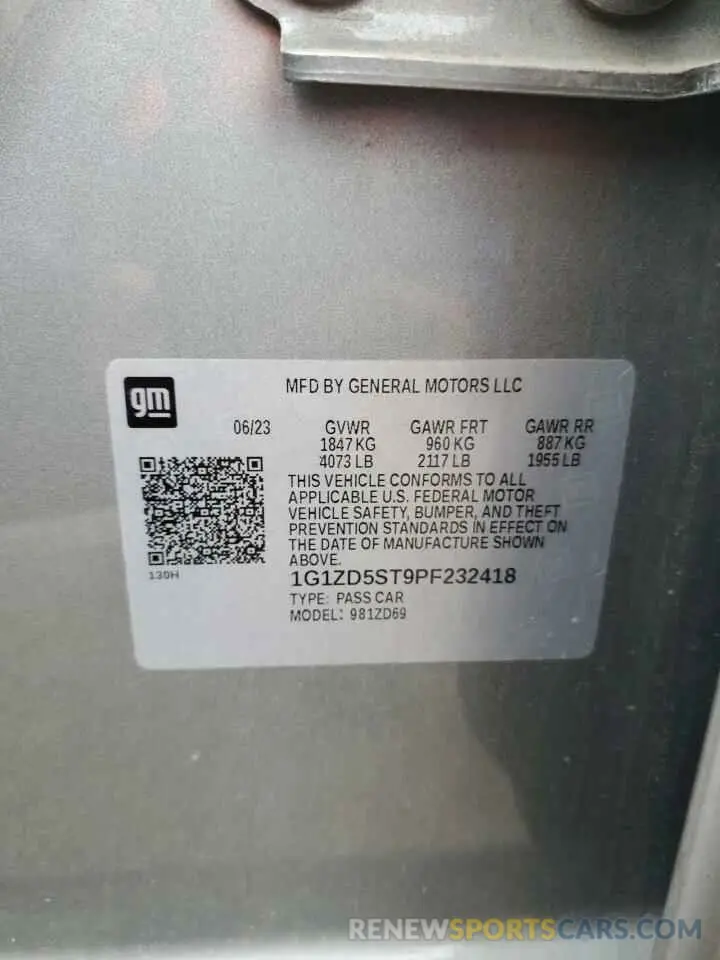 gm
MFD BY GENERAL MOTORS LLC
06/23 GVWR GAWR FRT GAWR RR
1847 KG 960 KG 887 KG
4073 LB 2117 LB 1955 LB
THIS VEHICLE CONFORMS TO ALL
APPLICABLE U.S. FEDERAL MOTOR
VEHICLE SAFETY, BUMPER, AND THEFT
PREVENTION STANDARDS IN EFFECT ON
THE DATE OF MANUFACTURE SHOWN
ABOVE.
130H
1G1ZD5ST9PF232418
TYPE: PASS CAR
MODEL: 981ZD69
RENEWSPORTSCARS.COM